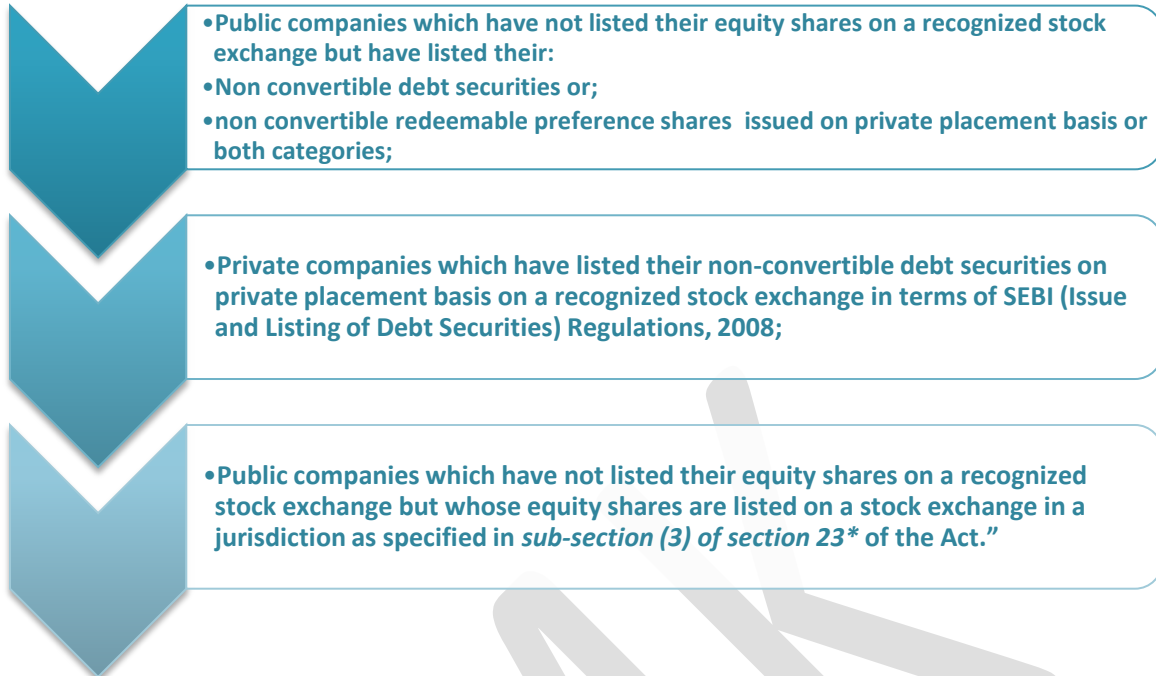 •Public companies which have not listed their equity shares on a recognized stock
exchange but have listed their:
•Non convertible debt securities or;
•non convertible redeemable preference shares issued on private placement basis or
both categories;
•Private companies which have listed their non-convertible debt securities on
private placement basis on a recognized stock exchange in terms of SEBI (Issue
and Listing of Debt Securities) Regulations, 2008;
•Public companies which have not listed their equity shares on a recognized
stock exchange but whose equity shares are listed on a stock exchange in a
jurisdiction as specified in sub-section (3) of section 23* of the Act.”